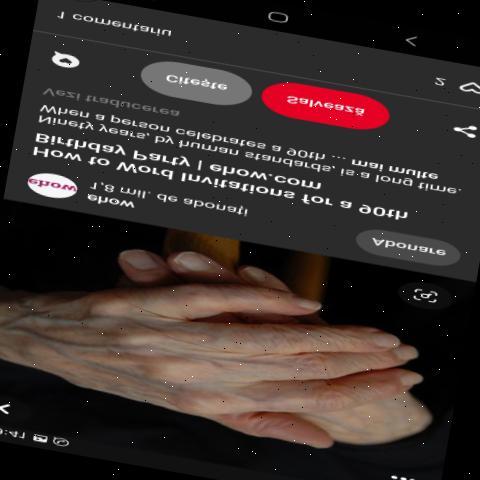 9:41
ehow
ehow
1,8 mil. de abonați
Abonare
How to Word Invitations for a 90th
Birthday Party | ehow.com
Ninety years, by human standards, is a long time.
When a person celebrates a 90th ... mai multe
Vezi traducerea
Citește
Salvează
2
1 comentariu